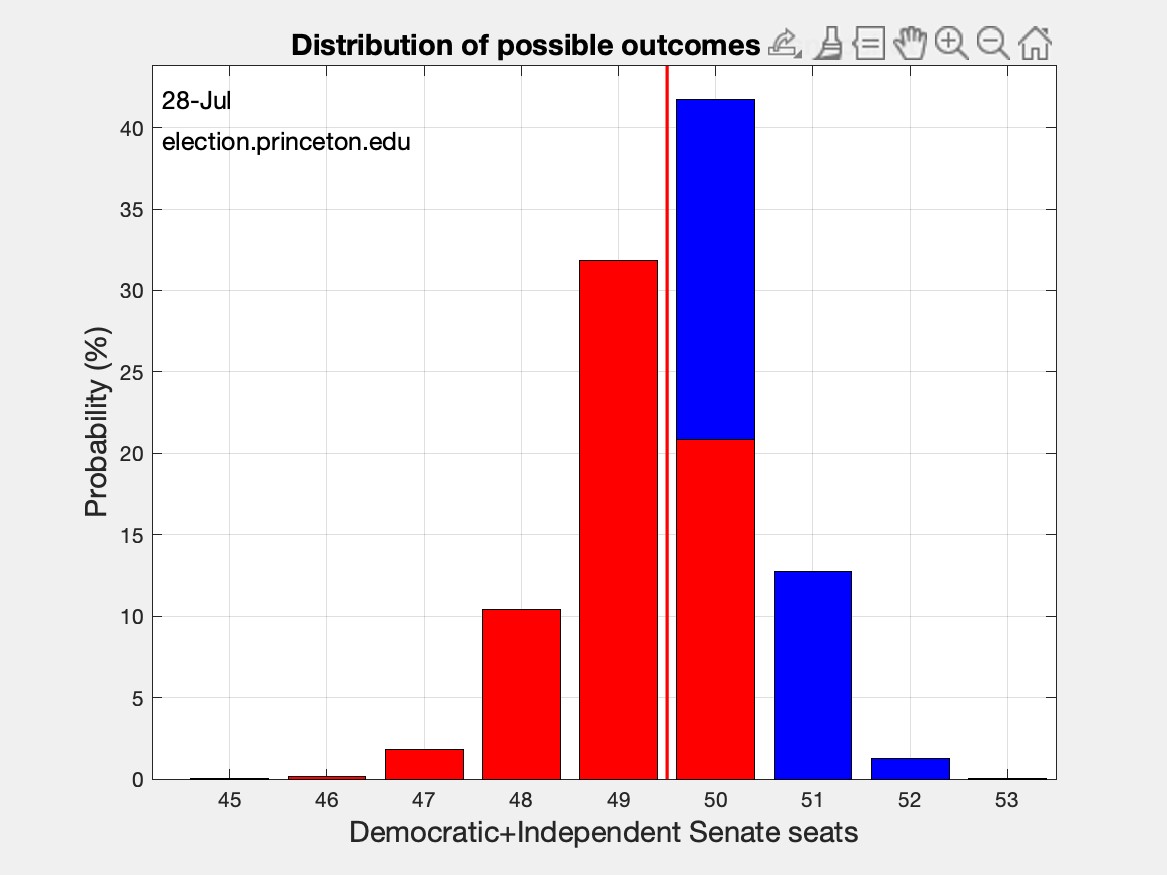 Distribution of possible outcomes
28-Jul
election.princeton.edu
40
35
30
25
20
15
10
5
0
Probability (%)
45 46 47 48 49 50 51 52 53
Democratic+Independent Senate seats